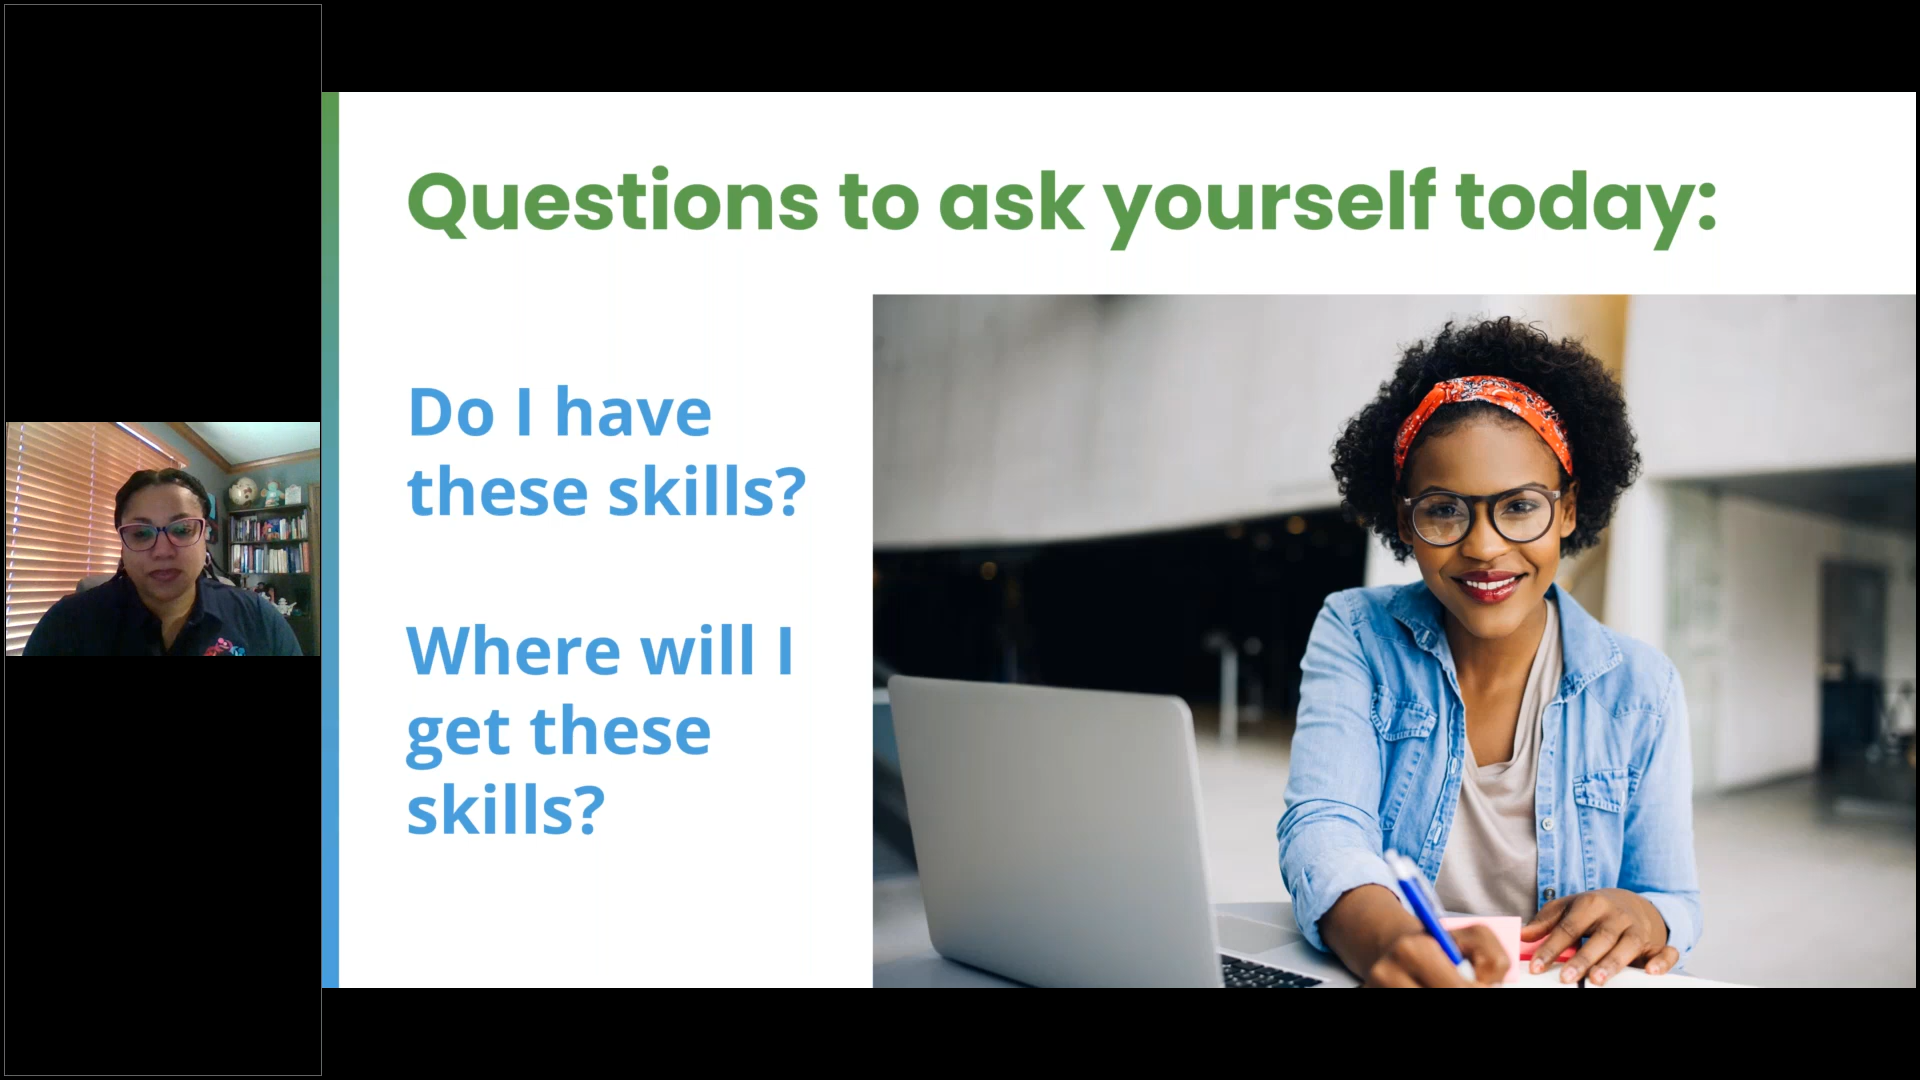 Questions to ask yourself today:
Do I have
these skills?
Where will I
get these
skills?